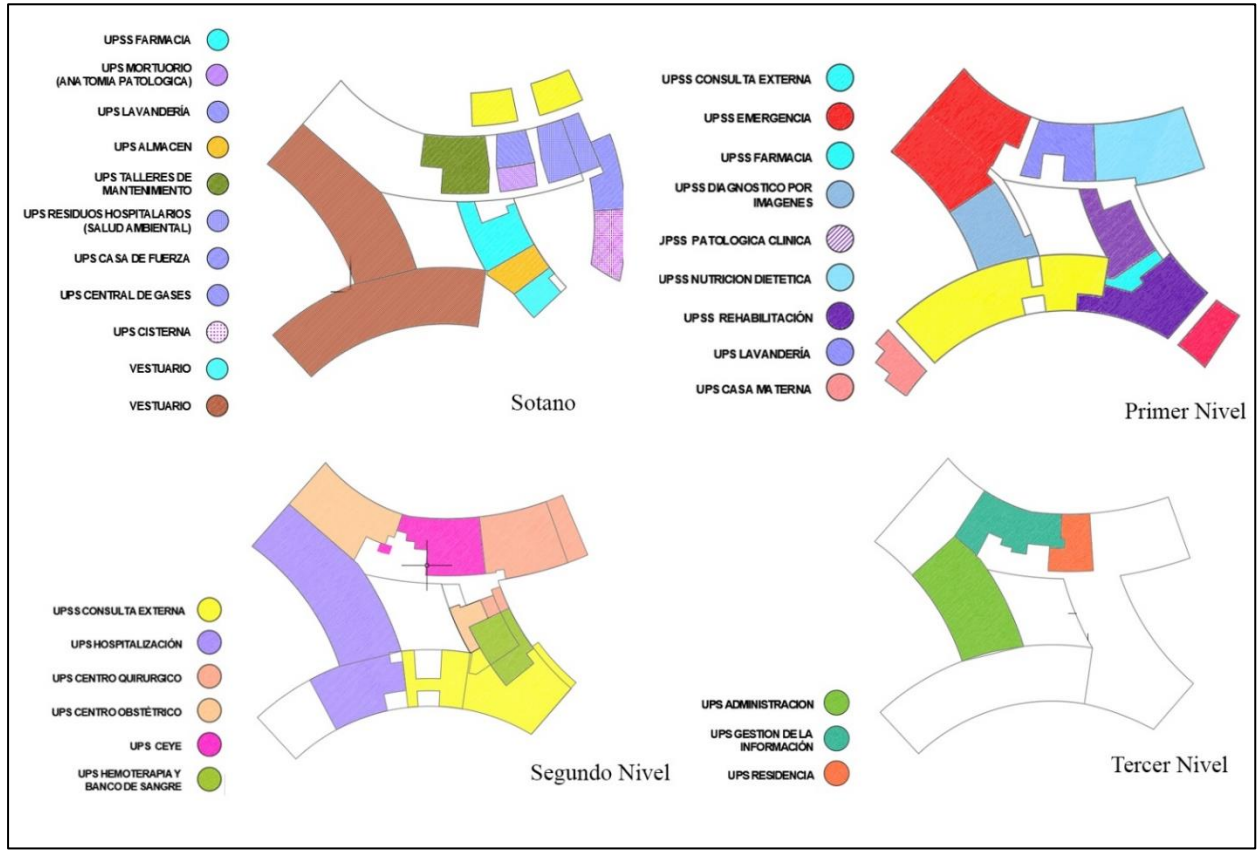 UPSS FARMACIA
UPS MORTUORIO
(ANATOMIA PATOLOGICA)
UPS LAVANDERÍA
UPS ALMACEN
UPS TALLERES DE
MANTENIMIENTO
UPS RESIDUOS HOSPITALARIOS
(SALUD AMBIENTAL)
UPS CASA DE FUERZA
UPS CENTRAL DE GASES
UPS CISTERNA
VESTUARIO
VESTUARIO
Sotano
UPSS CONSULTA EXTERNA
UPSS EMERGENCIA
UPSS FARMACIA
UPSS DIAGNOSTICO POR
IMAGENES
JPSS PATOLOGICA CLINICA
UPSS NUTRICION DIETETICA
UPSS REHABILITACIÓN
UPS LAVANDERÍA
UPS CASA MATERNA
Primer Nivel
UPSS CONSULTA EXTERNA
UPS HOSPITALIZACIÓN
UPS CENTRO QUIRURGICO
UPS CENTRO OBSTÉTRICO
UPS CEYE
UPS HEMOTERAPIA Y
BANCO DE SANGRE
Segundo Nivel
UPS ADMINISTRACION
UPS GESTION DE LA
INFORMACIÓN
UPS RESIDENCIA
Tercer Nivel